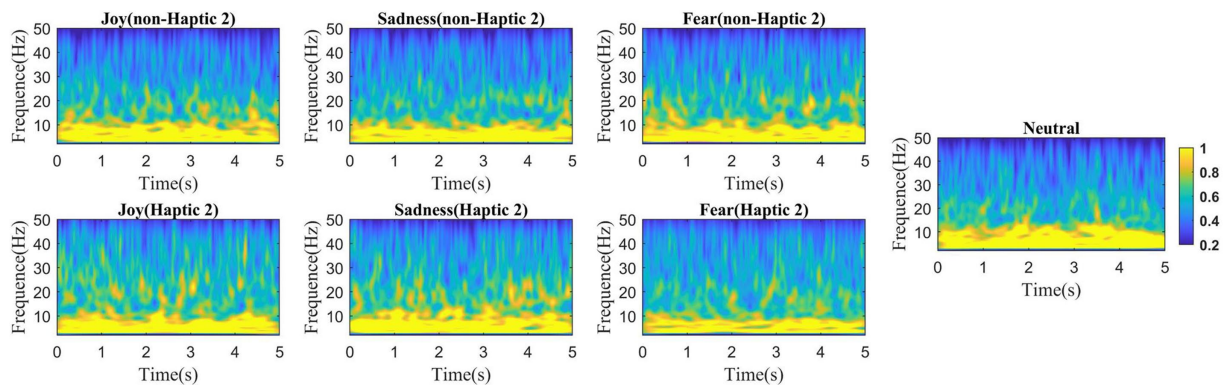 Joy(non-Haptic 2)
Frequence(Hz)
50
40
30
20
10
0 1 2 3 4 5
Time(s)
Sadness(non-Haptic 2)
Frequence(Hz)
50
40
30
20
10
0 1 2 3 4 5
Time(s)
Fear(non-Haptic 2)
Frequence(Hz)
50
40
30
20
10
0 1 2 3 4 5
Time(s)
Joy(Haptic 2)
Frequence(Hz)
50
40
30
20
10
0 1 2 3 4 5
Time(s)
Sadness(Haptic 2)
Frequence(Hz)
50
40
30
20
10
0 1 2 3 4 5
Time(s)
Fear(Haptic 2)
Frequence(Hz)
50
40
30
20
10
0 1 2 3 4 5
Time(s)
Neutral
Frequence(Hz)
50
40
30
20
10
0 1 2 3 4 5
Time(s)
1
0.8
0.6
0.4
0.2